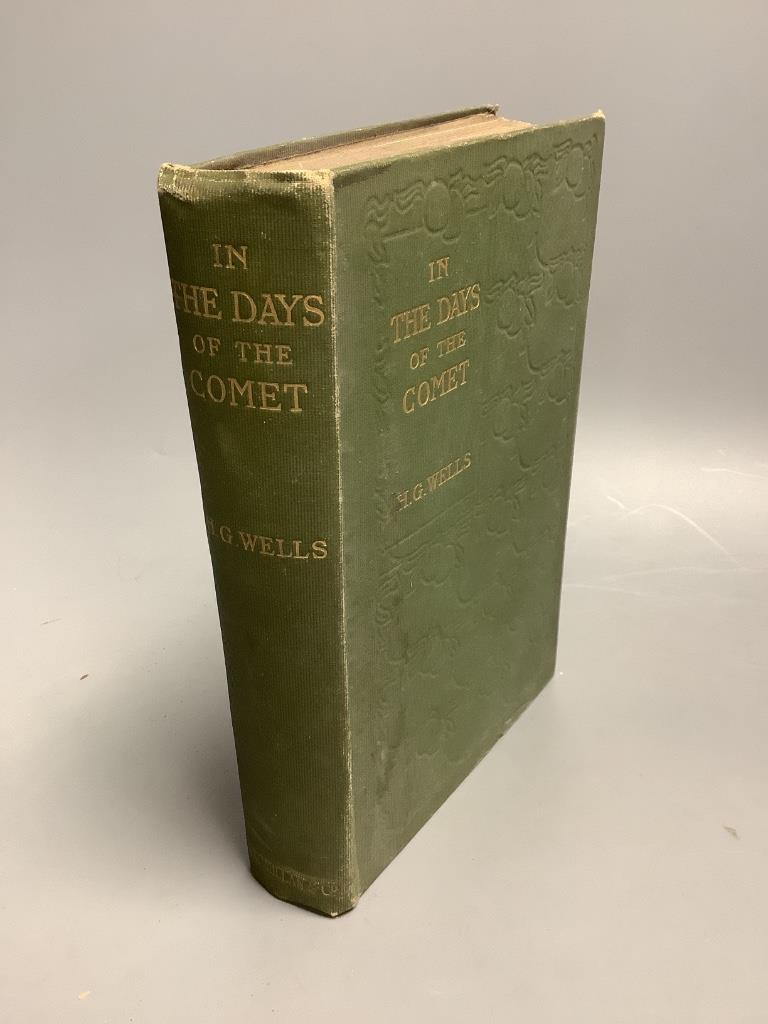 IN
THE DAYS
OF THE
COMET
H.G.WELLS
IN
THE DAYS
OF THE
COMET
H.G.WELLS